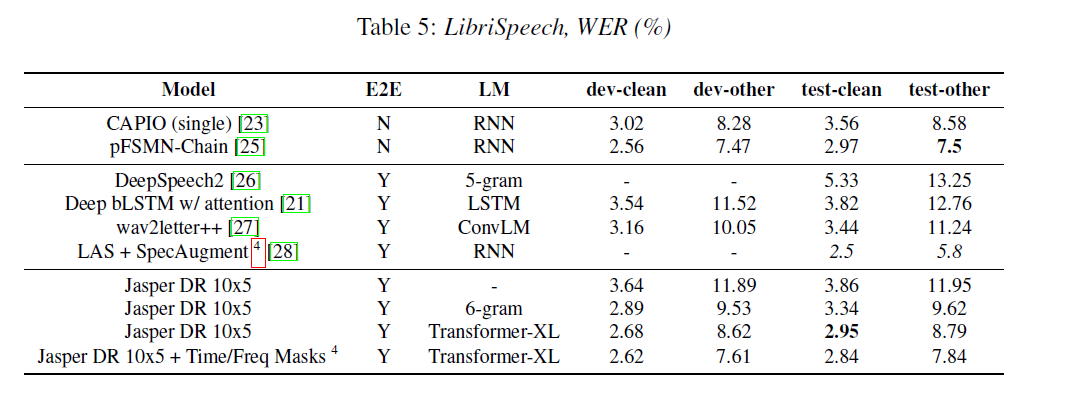 Table 5: LibriSpeech, WER (%)
Model E2E LM dev-clean dev-other test-clean test-other
CAPIO (single) [23] N RNN 3.02 8.28 3.56 8.58
pFSMN-Chain [25] N RNN 2.56 7.47 2.97 7.5
DeepSpeech2 [26] Y 5-gram - - 5.33 13.25
Deep bLSTM w/ attention [21] Y LSTM 3.54 11.52 3.82 12.76
wav2letter++ [27] Y ConvLM 3.16 10.05 3.44 11.24
LAS + SpecAugment 4 [28] Y RNN - - 2.5 5.8
Jasper DR 10x5 Y - 3.64 11.89 3.86 11.95
Jasper DR 10x5 Y 6-gram 2.89 9.53 3.34 9.62
Jasper DR 10x5 Y Transformer-XL 2.68 8.62 2.95 8.79
Jasper DR 10x5 + Time/Freq Masks 4 Y Transformer-XL 2.62 7.61 2.84 7.84